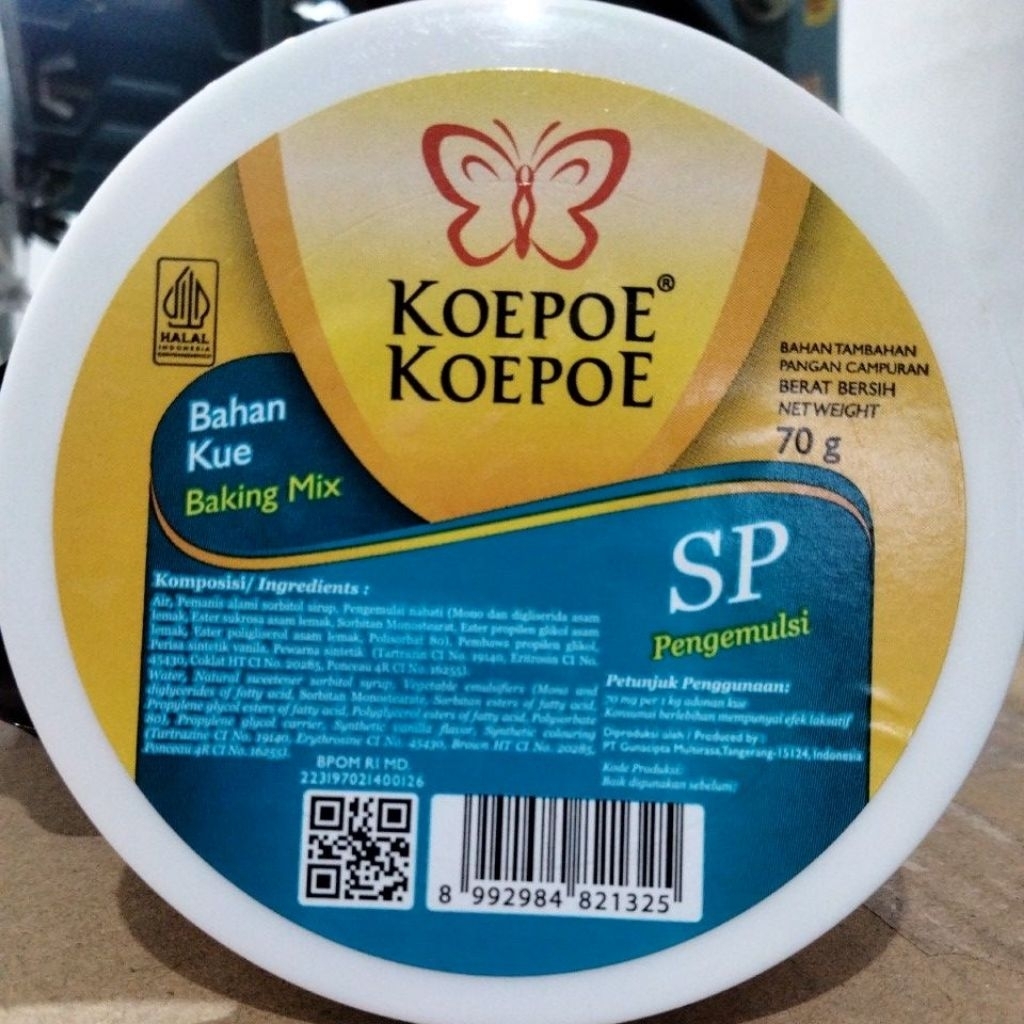 KOEPOE®
KOEPOE
HALAL
INDONESIA
BAHAN TAMBAHAN
PANGAN CAMPURAN
BERAT BERSIH
NET WEIGHT
70 g
Bahan
Kue
Baking Mix
SP
Pengemulsi
Komposisi/ Ingredients :
Air, Pemanis alami sorbitol sirup, Pengemulsi nabati (Mono dan digliserida asam
lemak, Ester sukrosa asam lemak, Sorbitan Monostearat, Ester propilen glikol asam
lemak, Ester poligliserol asam lemak, Polisorbat 80), Pembawa propilen glikol,
Perisa sintetik vanila, Pewarna sintetik (Tartrazin CI No. 19140, Eritrosin CI No.
45430, Coklat HT CI No. 20285, Ponceau 4R CI No. 16255).
Water, Natural sweetener sorbitol syrup, Vegetable emulsifiers (Mono and
diglycerides of fatty acid, Sorbitan Monostearate, esters of fatty acid,
Propylene glycol esters of fatty acid, Polyglycerol ester of fatty acid, Polysorbate
80), Propylene glycol carrier, Synthetic vanilla flavor, Synthetic colouring
(Tartrazine CI No. 19140, Erythrozine CI No. 45430, Brown HT CI No. 20285,
Ponceau 4R CI No. 16255).
Petunjuk Penggunaan:
70 mg per 1 kg adonan kue
Konsumsi berlebihan mempunyai efek laksatif
Diproduksi oleh / Produced by :
PT Gunacipta Multirasa, Tangerang-15124, Indonesia
Kode Produksi:
Baik digunakan sebelum:
BPOM RI MD.
223197021400126
8 992984 821325